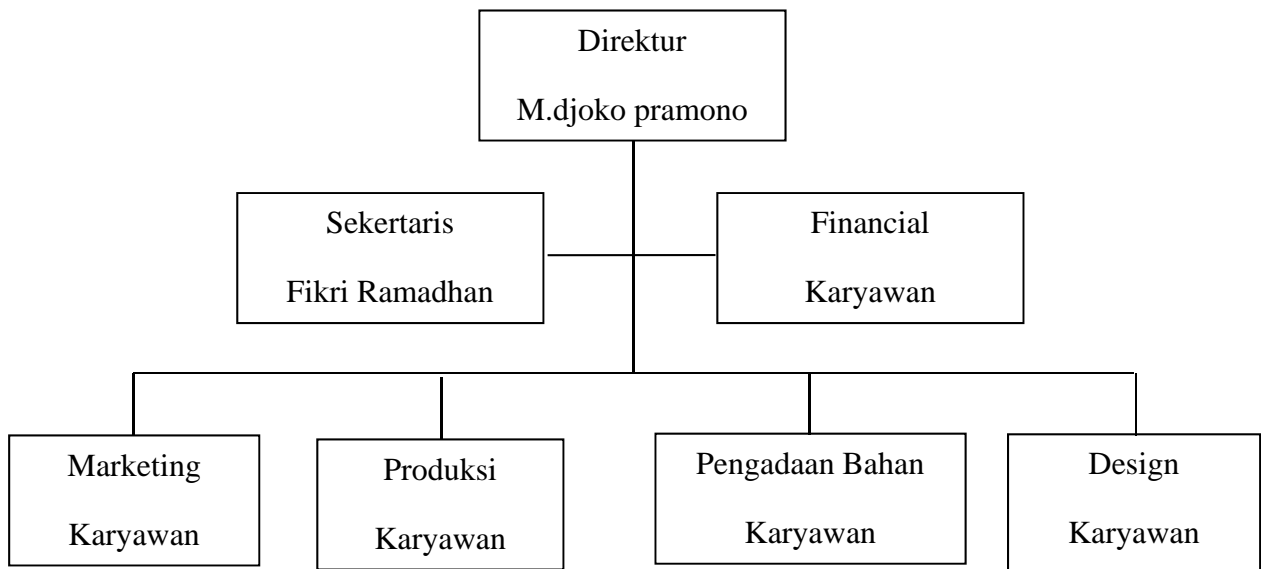 Direktur
M.djoko pramono
Sekertaris
Fikri Ramadhan
Financial
Karyawan
Marketing
Karyawan
Produksi
Karyawan
Pengadaan Bahan
Karyawan
Design
Karyawan